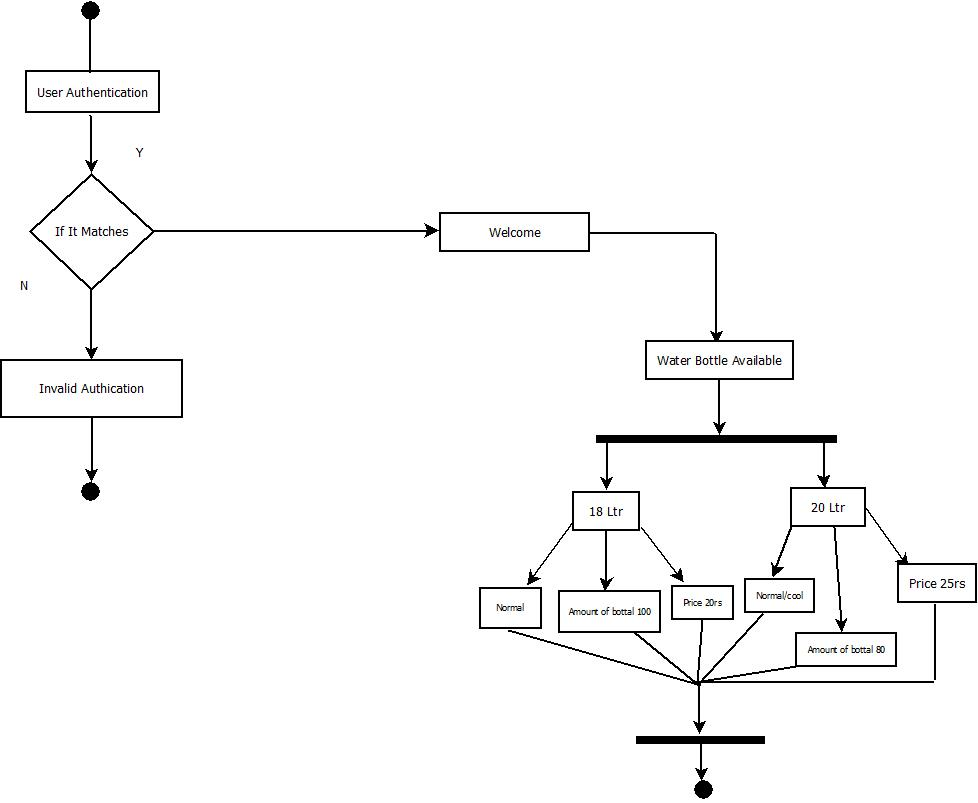 User Authentication
Y
If It Matches
Welcome
N
Water Bottle Available
Invalid Authication
18 Ltr
20 Ltr
Normal
Amount of bottal 100
Price 20rs
Normal/cool
Price 25rs
Amount of bottal 80